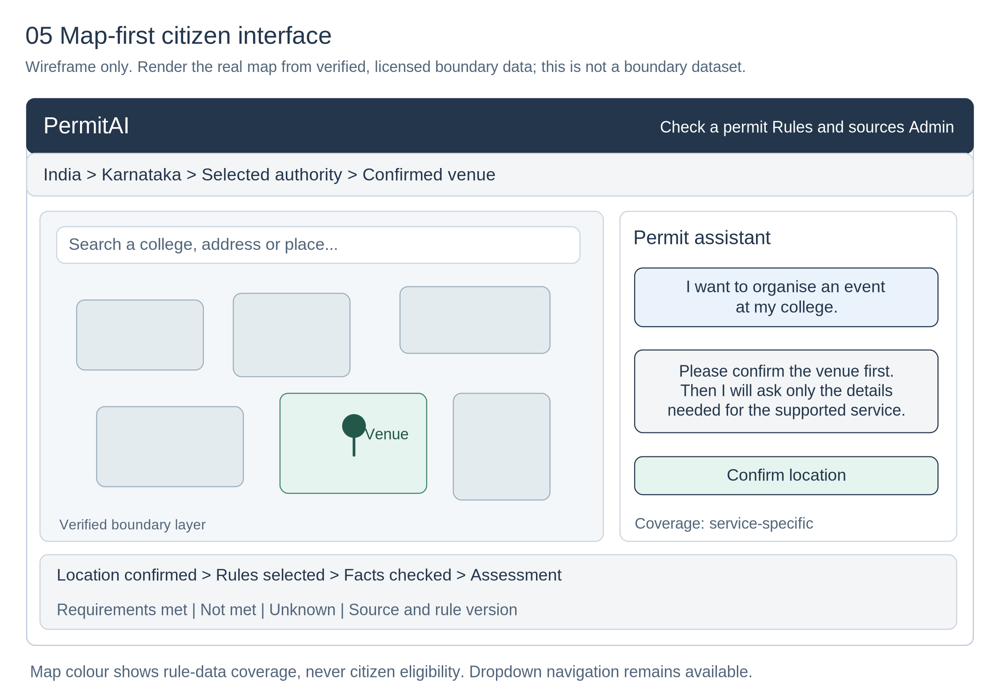 05 Map-first citizen interface
Wireframe only. Render the real map from verified, licensed boundary data; this is not a boundary dataset.
PermitAI
Check a permit Rules and sources Admin
India > Karnataka > Selected authority > Confirmed venue
Search a college, address or place...
Venue
Verified boundary layer
Permit assistant
I want to organise an event
at my college.
Please confirm the venue first.
Then I will ask only the details
needed for the supported service.
Confirm location
Coverage: service-specific
Location confirmed > Rules selected > Facts checked > Assessment
Requirements met | Not met | Unknown | Source and rule version
Map colour shows rule-data coverage, never citizen eligibility. Dropdown navigation remains available.